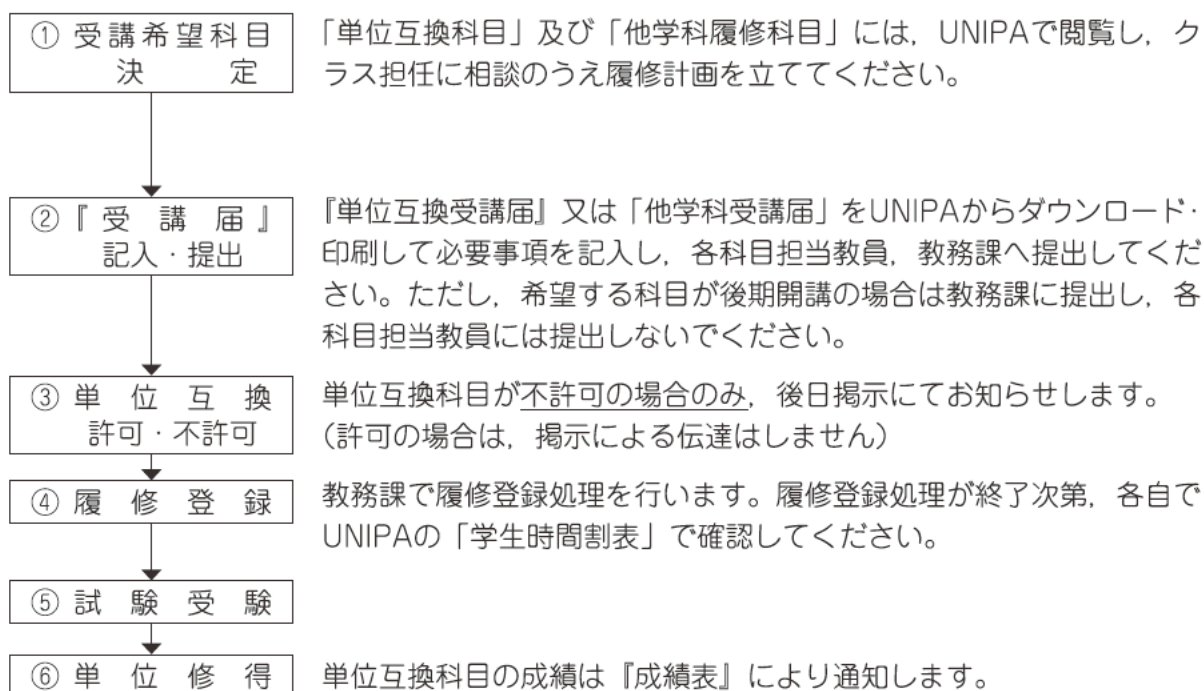 ① 受講希望科目
決 定
「単位互換科目」及び「他学科履修科目」には，UNIPAで閲覧し，ク
ラス担任に相談のうえ履修計画を立ててください。
②『 受 講 届 』
記入・提出
『単位互換受講届』又は「他学科受講届」をUNIPAからダウンロード・
印刷して必要事項を記入し，各科目担当教員，教務課へ提出してくだ
さい。ただし，希望する科目が後期開講の場合は教務課に提出し，各
科目担当教員には提出しないでください。
③ 単 位 互 換
許可・不許可
単位互換科目が不許可の場合のみ，後日掲示にてお知らせします。
（許可の場合は，掲示による伝達はしません）
④ 履 修 登 録
教務課で履修登録処理を行います。履修登録処理が終了次第，各自で
UNIPAの「学生時間割表」で確認してください。
⑤ 試 験 受 験
⑥ 単 位 修 得
単位互換科目の成績は『成績表』により通知します。